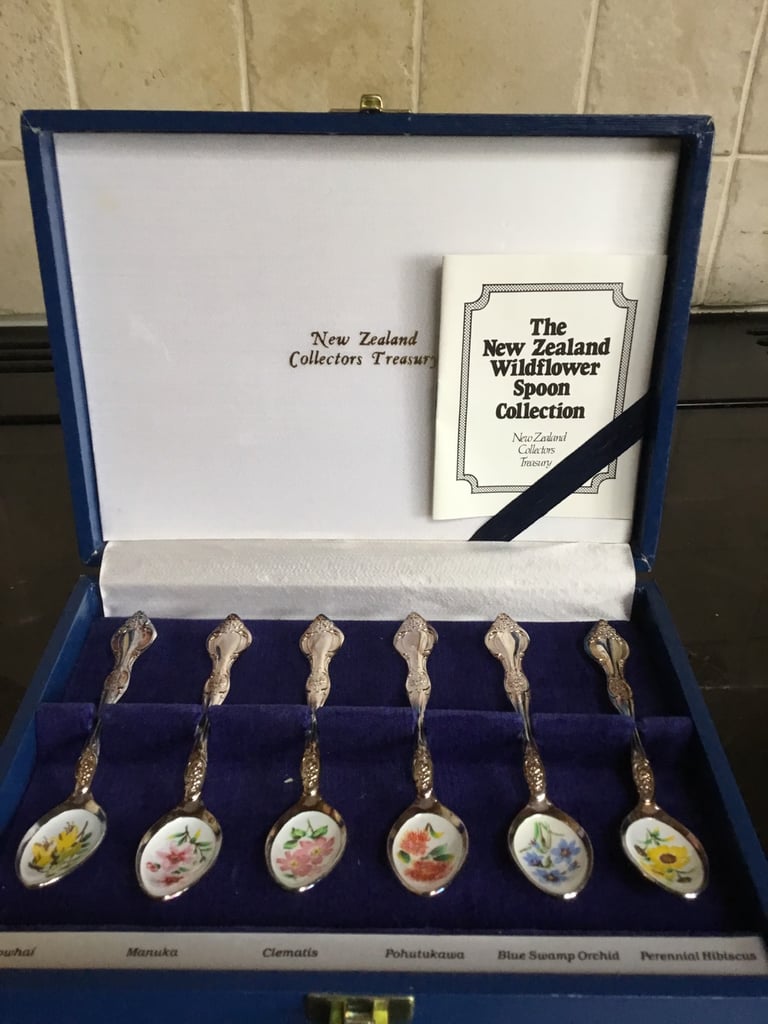 New Zealand
Collectors Treasury
The
New Zealand
Wildflower
Spoon
Collection
New Zealand
Collectors
Treasury
Manuka
Clematis
Pohutukawa
Blue Swamp Orchid
Perennial Hibiscus